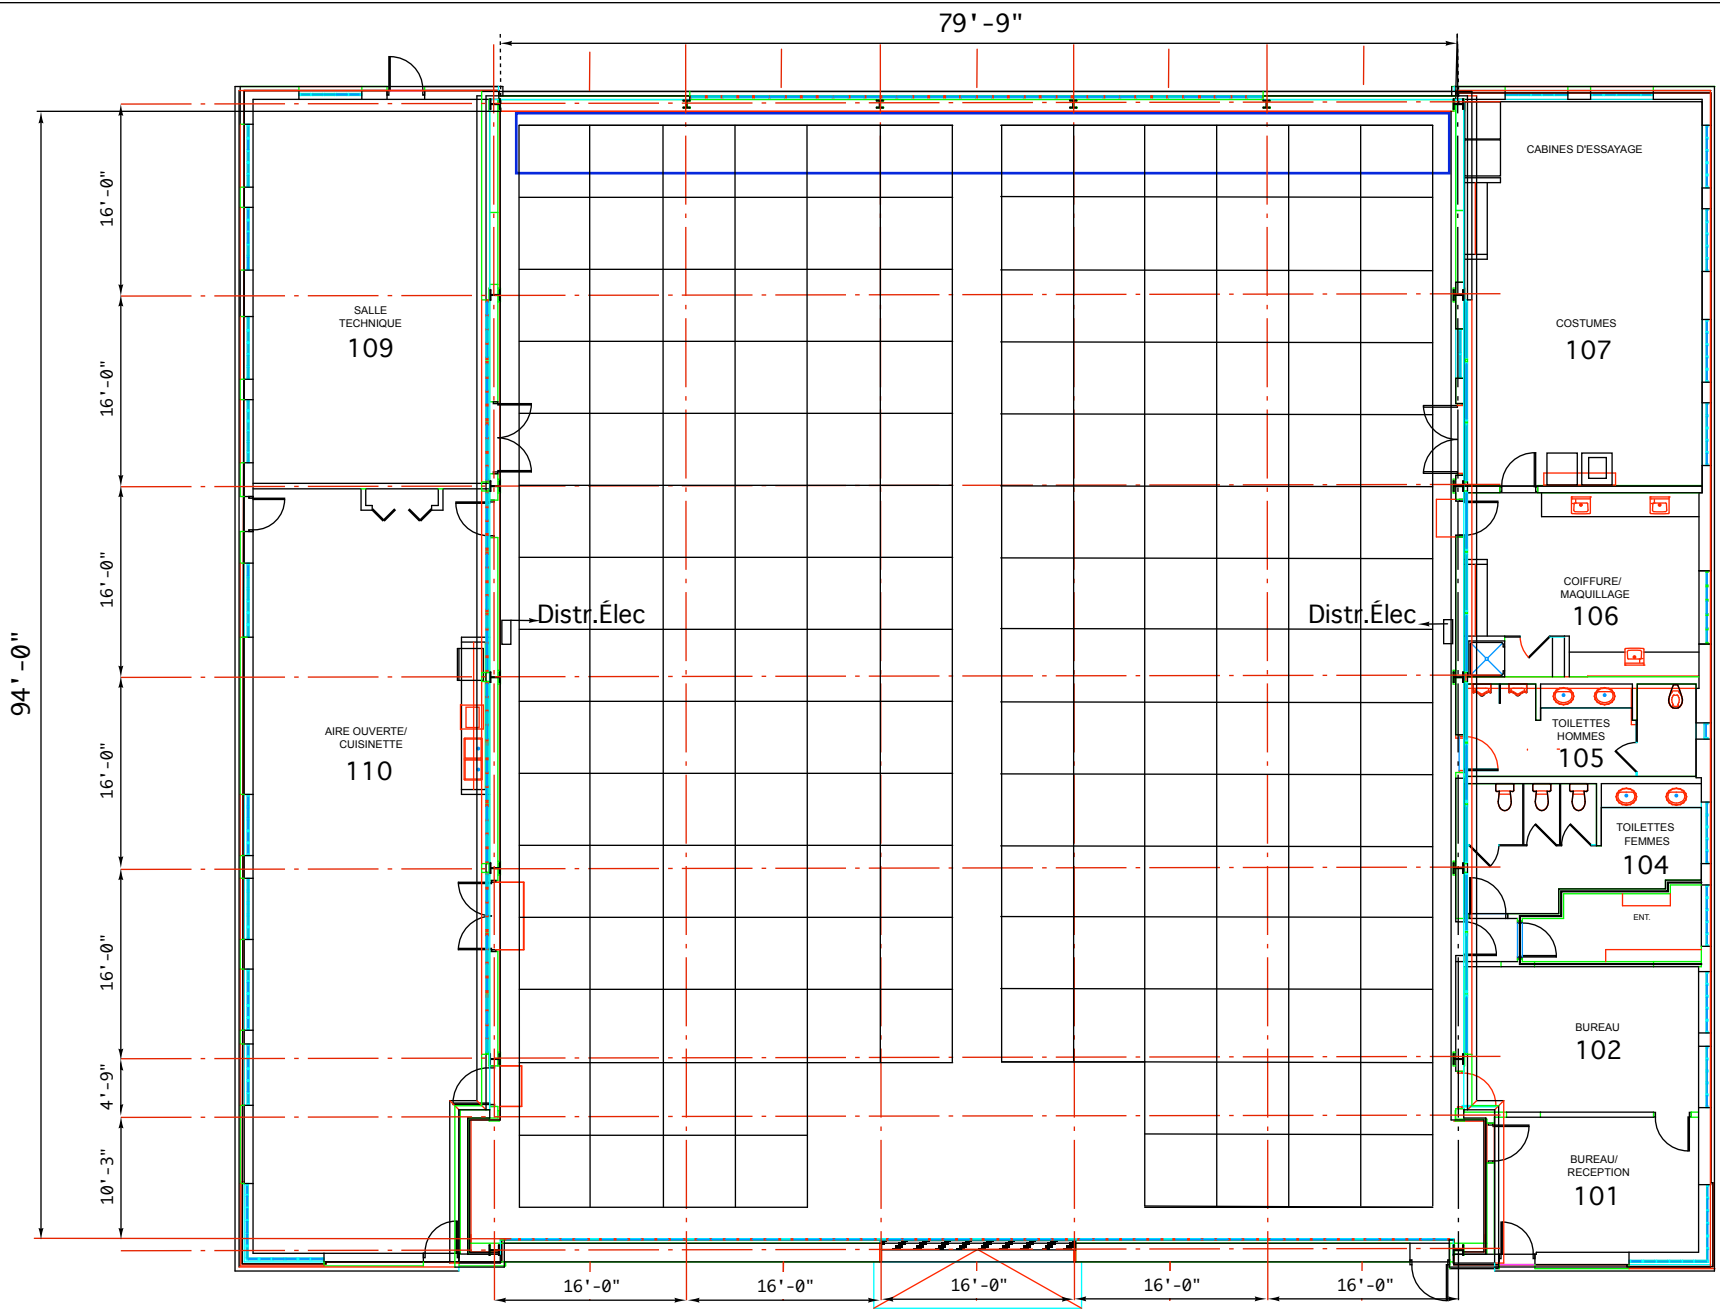 79'-9"
CABINES D'ESSAYAGE
16'-0"
SALLE
TECHNIQUE
109
COSTUMES
107
16'-0"
94'-0"
16'-0"
Distr.Élec
Distr.Élec
COIFFURE/
MAQUILLAGE
106
AIRE OUVERTE/
CUISINETTE
110
16'-0"
TOILETTES
HOMMES
105
TOILETTES
FEMMES
104
ENT.
16'-0"
BUREAU
102
4'-9"
BUREAU/
RECEPTION
101
10'-3"
16'-0" 16'-0" 16'-0" 16'-0" 16'-0"